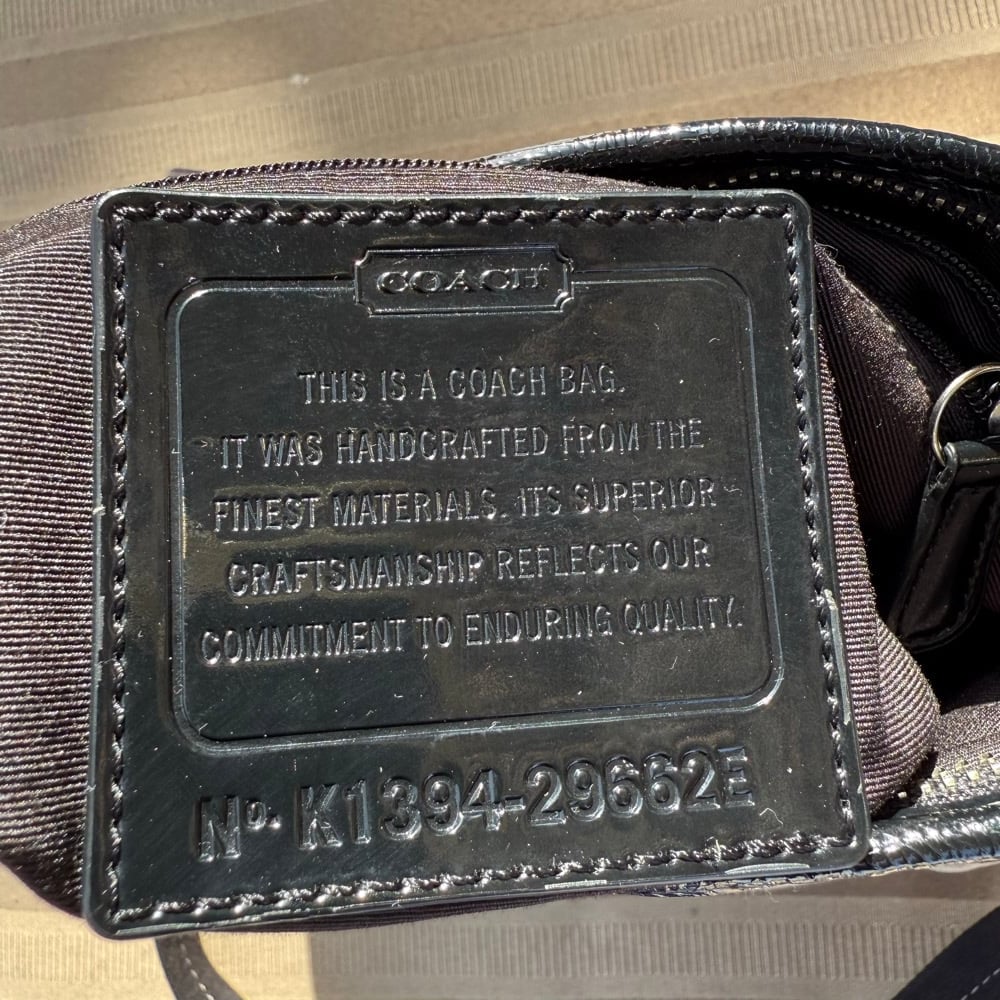 COACH
THIS IS A COACH BAG.
IT WAS HANDCRAFTED FROM THE
FINEST MATERIALS. ITS SUPERIOR
CRAFTSMANSHIP REFLECTS OUR
COMMITMENT TO ENDURING QUALITY.
No. K1394-29662E